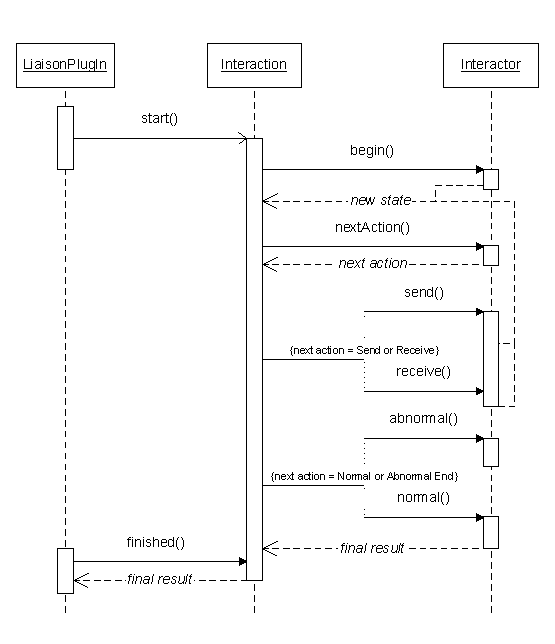 LiaisonPlugIn
Interaction
Interactor
start()
begin()
new state
nextAction()
next action
send()
{next action = Send or Receive}
receive()
abnormal()
{next action = Normal or Abnormal End}
normal()
finished()
final result
final result